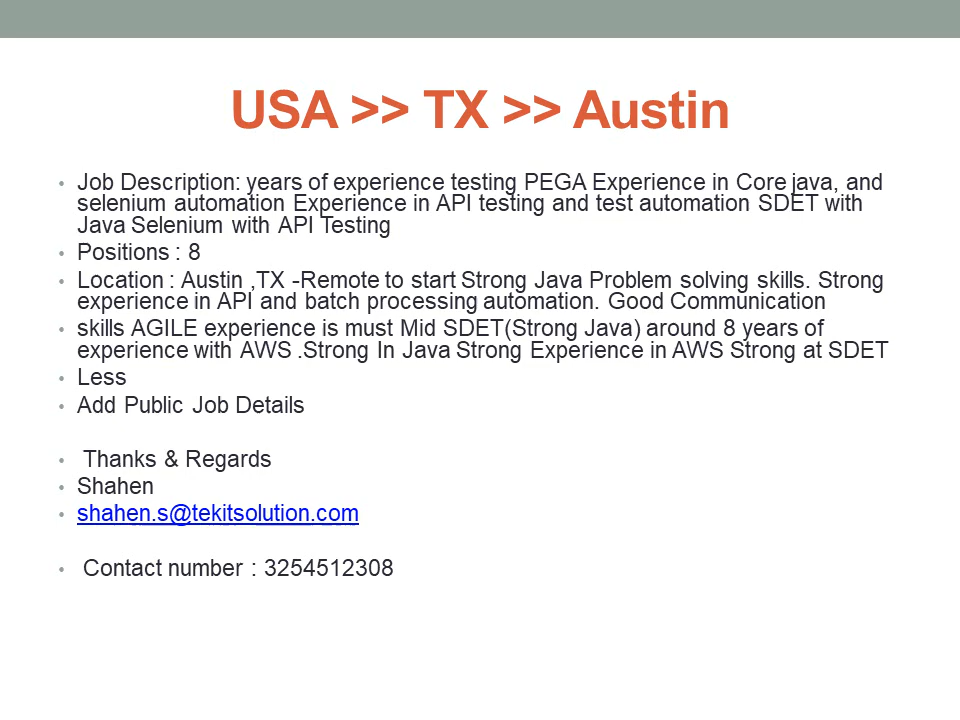 USA >> TX >> Austin
• Job Description: years of experience testing PEGA Experience in Core java, and
selenium automation Experience in API testing and test automation SDET with
Java Selenium with API Testing
• Positions : 8
• Location : Austin ,TX -Remote to start Strong Java Problem solving skills. Strong
experience in API and batch processing automation. Good Communication
• skills AGILE experience is must Mid SDET(Strong Java) around 8 years of
experience with AWS .Strong In Java Strong Experience in AWS Strong at SDET
• Less
• Add Public Job Details
• Thanks & Regards
• Shahen
• shahen.s@tekitsolution.com
• Contact number : 3254512308